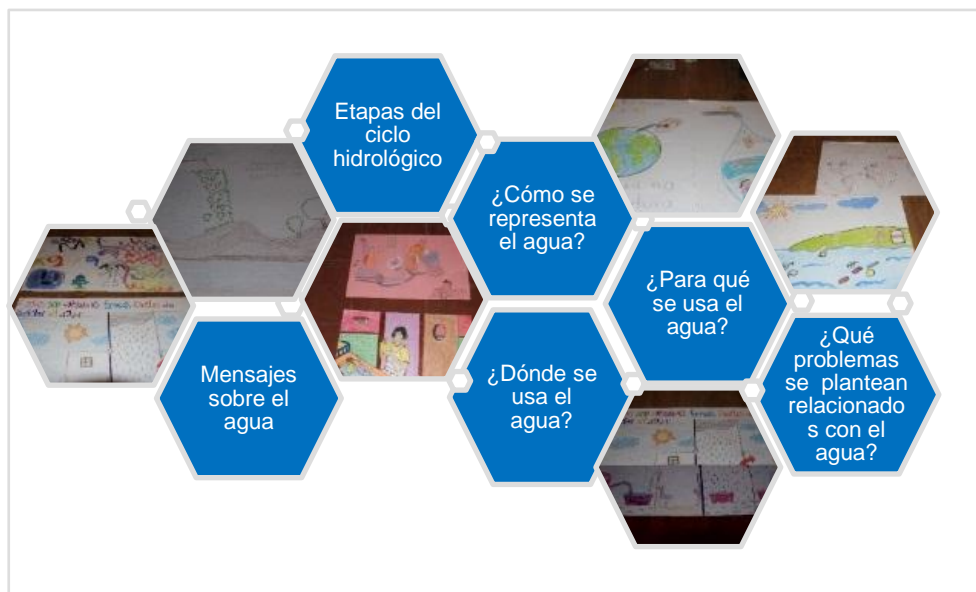 Etapas del
ciclo
hidrológico
¿Cómo se
representa
el agua?
¿Para qué
se usa el
agua?
Mensajes
sobre el
agua
¿Dónde se
usa el
agua?
¿Qué
problemas
se plantean
relacionado
s con el
agua?